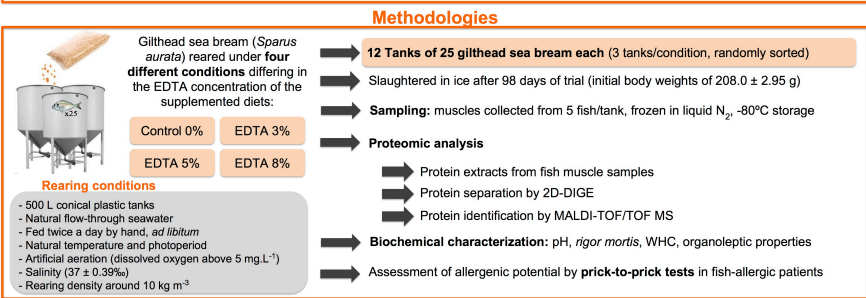 Methodologies
Gilthead sea bream (Sparus
aurata) reared under four
different conditions differing in
the EDTA concentration of the
supplemented diets:
x25
Control 0%
EDTA 3%
EDTA 5%
EDTA 8%
Rearing conditions
- 500 L conical plastic tanks
- Natural flow-through seawater
- Fed twice a day by hand, ad libitum
- Natural temperature and photoperiod
- Artificial aeration (dissolved oxygen above 5 mg.L⁻¹)
- Salinity (37 ± 0.39‰)
- Rearing density around 10 kg m⁻³
12 Tanks of 25 gilthead sea bream each (3 tanks/condition, randomly sorted)
Slaughtered in ice after 98 days of trial (initial body weights of 208.0 ± 2.95 g)
Sampling: muscles collected from 5 fish/tank, frozen in liquid N₂, -80ºC storage
Proteomic analysis
Protein extracts from fish muscle samples
Protein separation by 2D-DIGE
Protein identification by MALDI-TOF/TOF MS
Biochemical characterization: pH, rigor mortis, WHC, organoleptic properties
Assessment of allergenic potential by prick-to-prick tests in fish-allergic patients